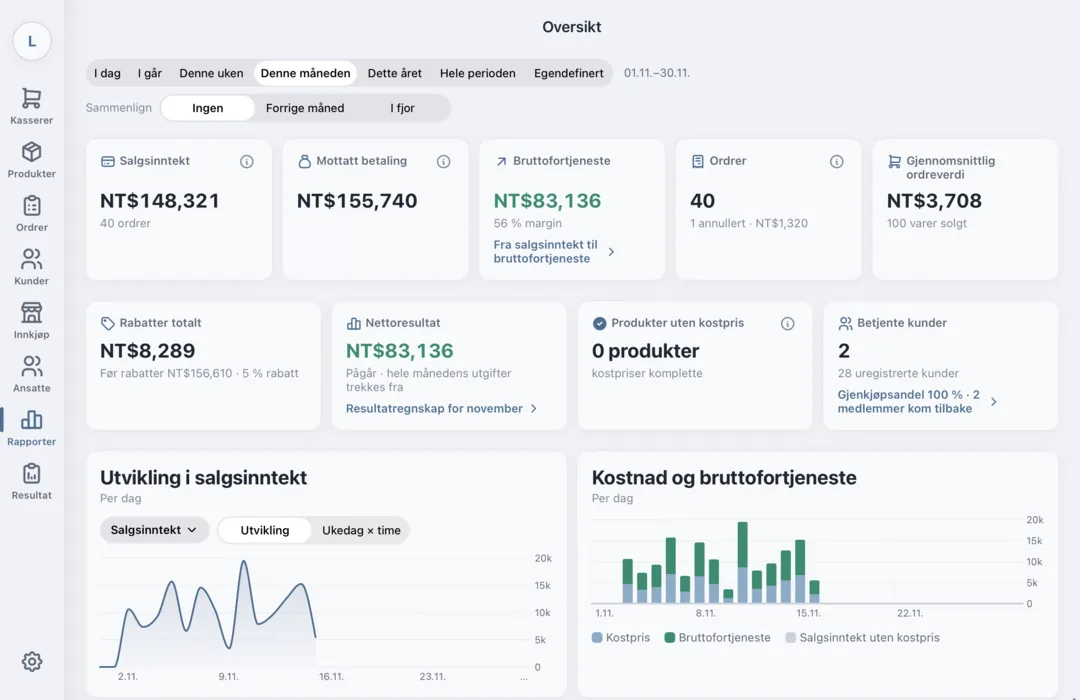 Oversikt
L
Kasserer
Produkter
Ordrer
Kunder
Innkjøp
Ansatte
Rapporter
Resultat
I dag I går Denne uken Denne måneden Dette året Hele perioden Egendefinert 01.11.–30.11.
Sammenlign Ingen Forrige måned I fjor
Salgsinntekt
NT$148,321
40 ordrer
Mottatt betaling
NT$155,740
Bruttofortjeneste
NT$83,136
56 % margin
Fra salgsinntekt til
bruttofortjeneste
Ordrer
40
1 annullert · NT$1,320
Gjennomsnittlig
ordreverdi
NT$3,708
100 varer solgt
Rabatter totalt
NT$8,289
Før rabatter NT$156,610 · 5 % rabatt
Nettoresultat
NT$83,136
Pågår · hele månedens utgifter
trekkes fra
Resultatregnskap for november
Produkter uten kostpris
0 produkter
kostpriser komplette
Betjente kunder
2
28 uregistrerte kunder
Gjenkjøpsandel 100 % · 2
medlemmer kom tilbake
Utvikling i salgsinntekt
Per dag
Salgsinntekt Utvikling Ukedag × time
20k
15k
10k
5k
0
2.11. 9.11. 16.11. 23.11. ...
Kostnad og bruttofortjeneste
Per dag
20k
15k
10k
5k
0
1.11. 8.11. 15.11. 22.11.
Kostpris Bruttofortjeneste Salgsinntekt uten kostpris